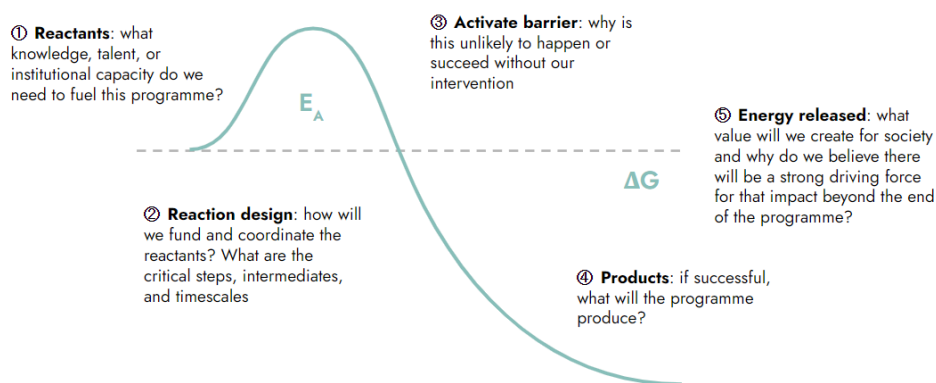 ① Reactants: what
knowledge, talent, or
institutional capacity do we
need to fuel this programme?
② Reaction design: how will
we fund and coordinate the
reactants? What are the
critical steps, intermediates,
and timescales
③ Activate barrier: why is
this unlikely to happen or
succeed without our
intervention
④ Products: if successful,
what will the programme
produce?
⑤ Energy released: what
value will we create for society
and why do we believe there
will be a strong driving force
for that impact beyond the end
of the programme?
EA
ΔG